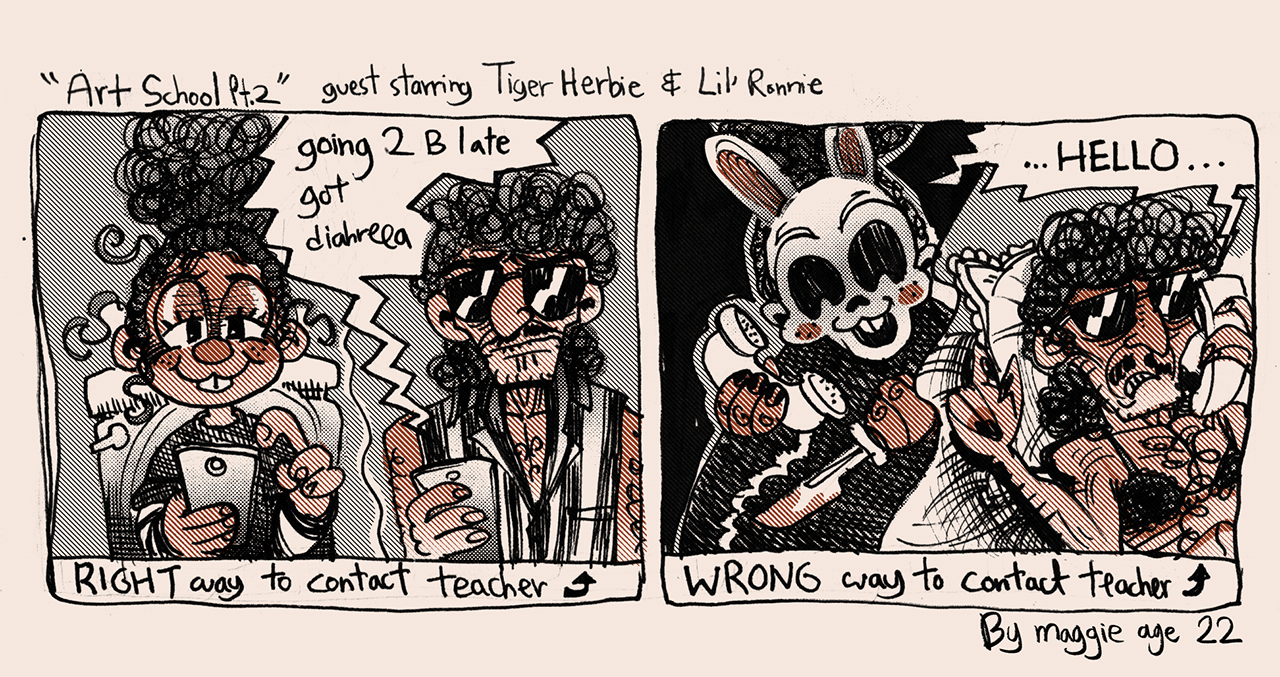 "Art School Pt.2" guest starring Tiger Herbie & Lil' Ronnie
going 2 B late
got
diahreea
...HELLO...
RIGHT way to contact teacher
WRONG way to contact teacher
By maggie age 22